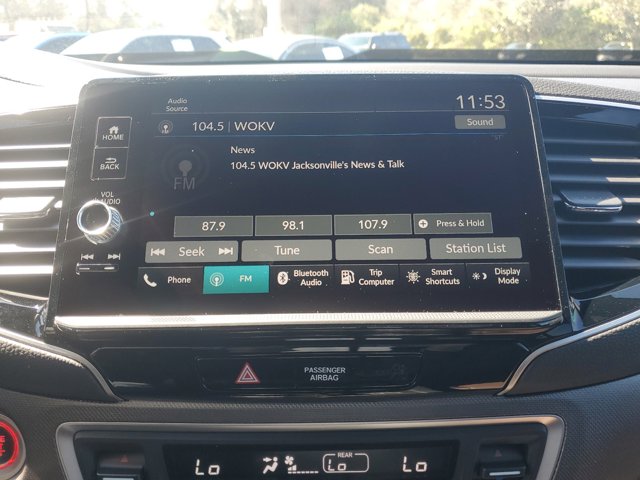 Audio
Source
11:53
104.5 | WOKV
Sound
HOME
BACK
News
104.5 WOKV Jacksonville's News & Talk
ST
FM
VOL
AUDIO
87.9
98.1
107.9
Press & Hold
Seek
Tune
Scan
Station List
Phone
FM
Bluetooth
Audio
Trip
Computer
Smart
Shortcuts
Display
Mode
PASSENGER
AIRBAG
REAR
Lo
Lo
Lo